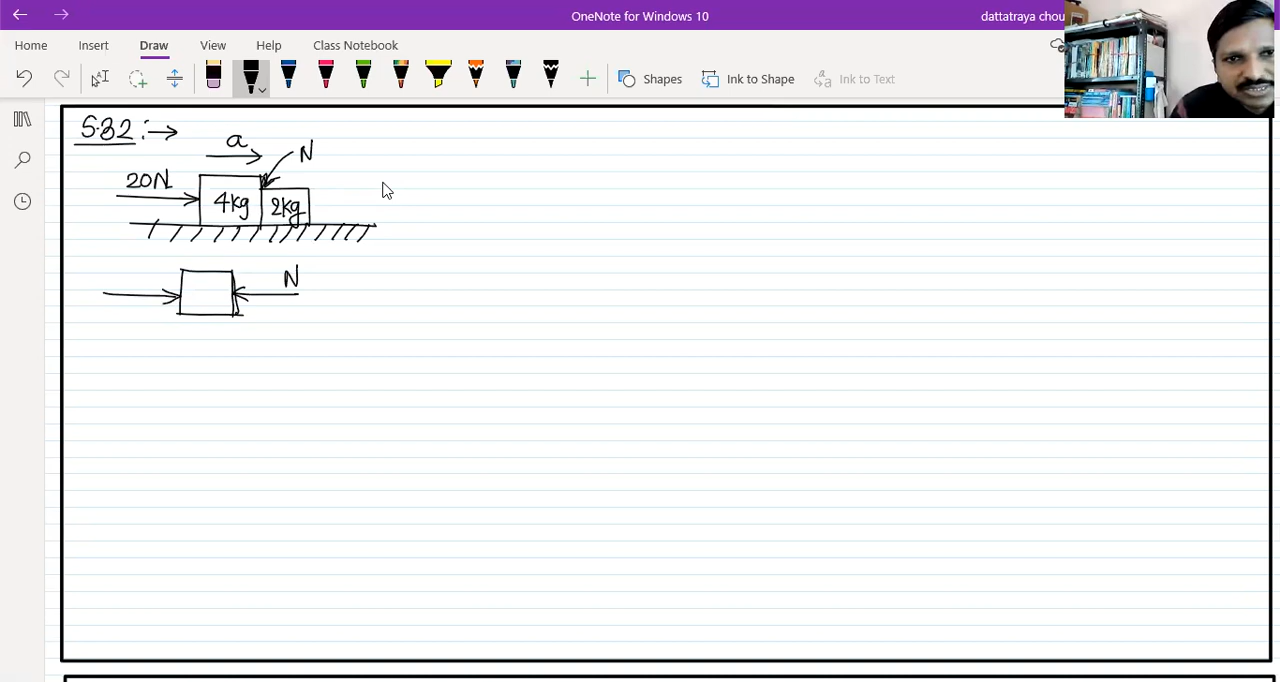 OneNote for Windows 10
dattatraya chou
Home Insert Draw View Help Class Notebook
Shapes Ink to Shape Ink to Text
5.32 :→
a
N
20N
4kg 2kg
N